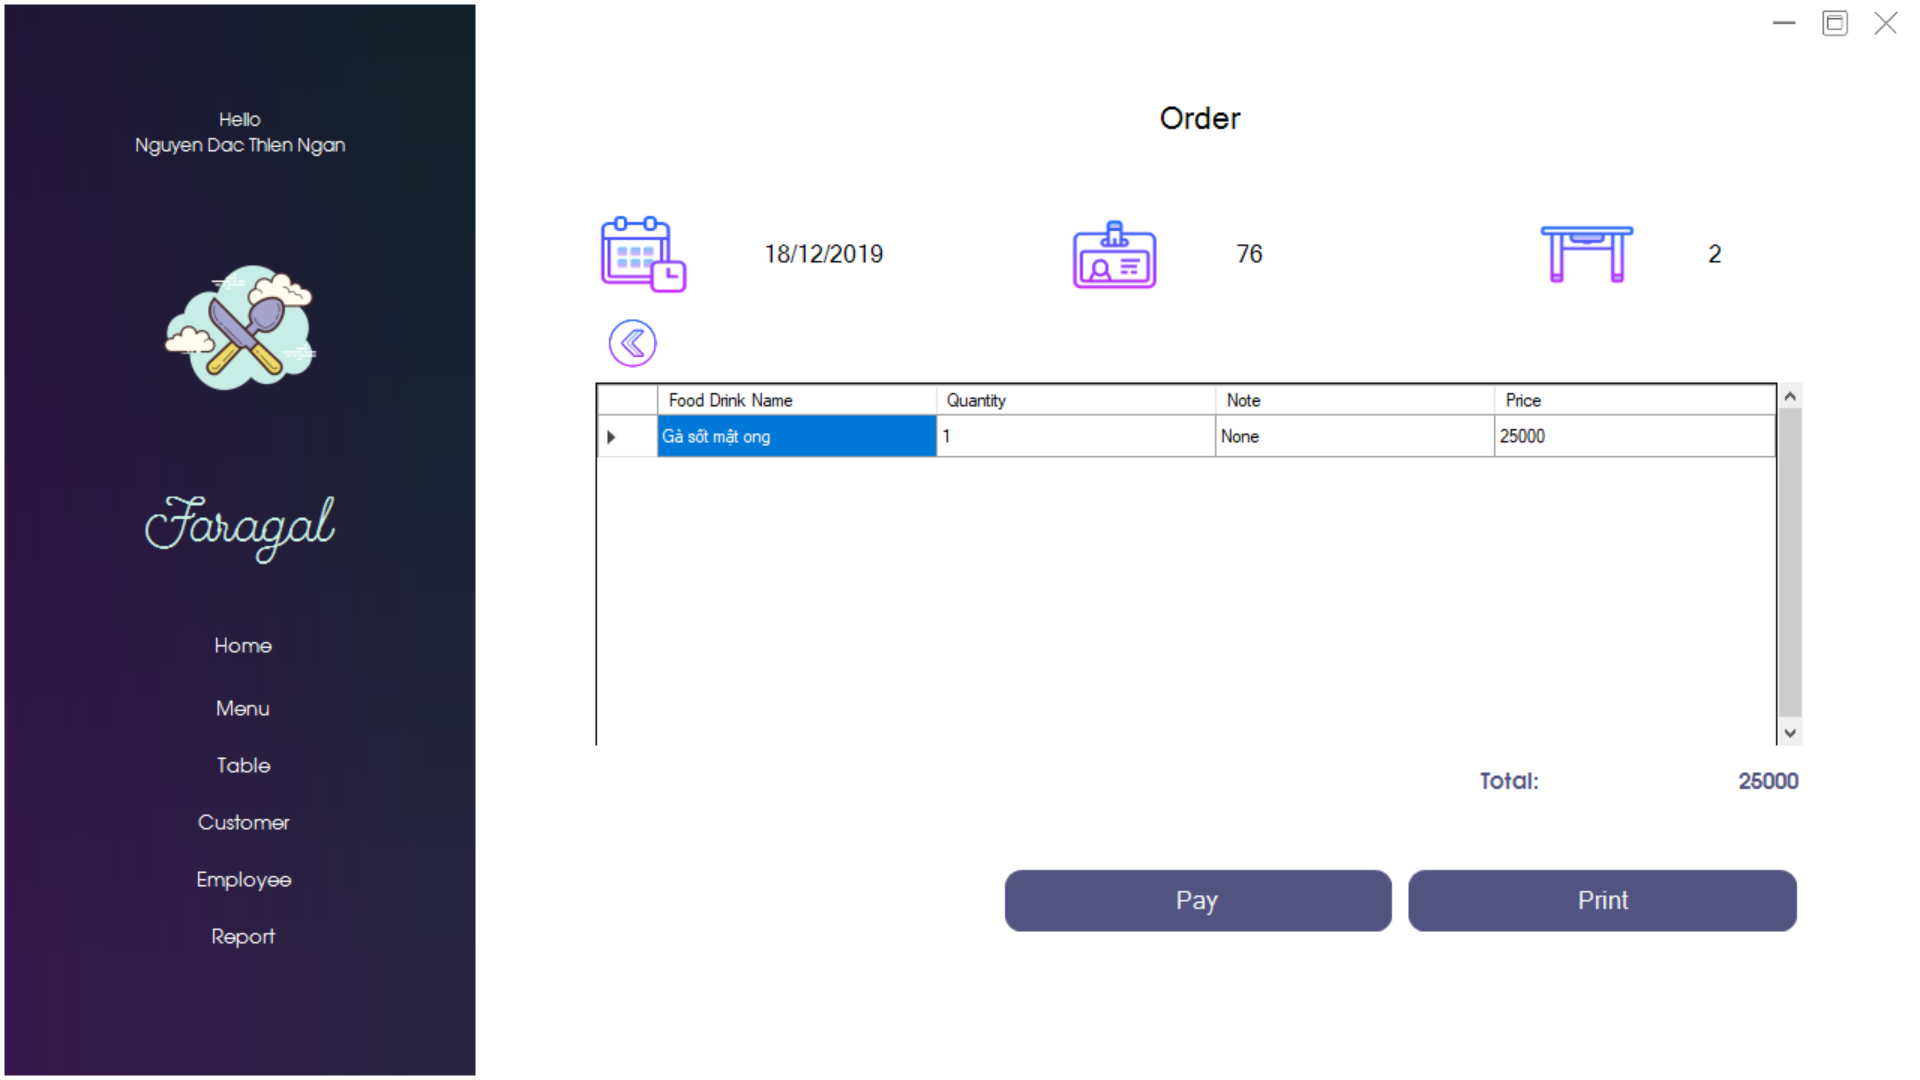 Hello
Nguyen Dac Thien Ngan
Faragal
Home
Menu
Table
Customer
Employee
Report
Order
18/12/2019 76 2
Food Drink Name Quantity Note Price
Gà sốt mật ong 1 None 25000
Total: 25000
Pay Print